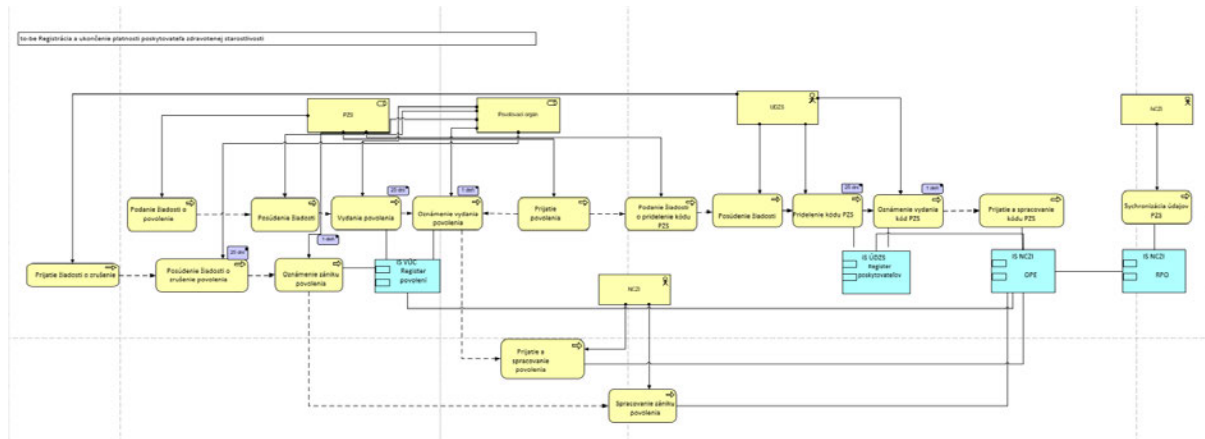 to-be Registrácia a ukončenie platnosti poskytovateľa zdravotenej starostlivosti
PZS
Povoľovací orgán
ÚDZS
NCZI
Podanie žiadosti o
povolenie
Posúdenie žiadosti
25 dní
Vydanie povolenia
1 deň
Oznámenie vydania
povolenia
Prijatie
povolenia
Podanie žiadosti
o pridelenie kódu
PZS
Posúdenie žiadosti
25 dní
Pridelenie kódu PZS
1 deň
Oznámenie vydania
kód PZS
Prijatie a spracovanie
kódu PZS
Sychronizácia údajov
PZS
Prijatie žiadosti o zrušenie
20 dní
Posúdenie žiadosti o
zrušenie povolenia
1 deň
Oznámenie zániku
povolenia
IS VÚC
Register
povolení
IS ÚDZS
Register
poskytovateľov
IS NCZI
OPE
IS NCZI
RPO
NCZI
Prijatie a
spracovanie
povolenia
Spracovanie zániku
povolenia